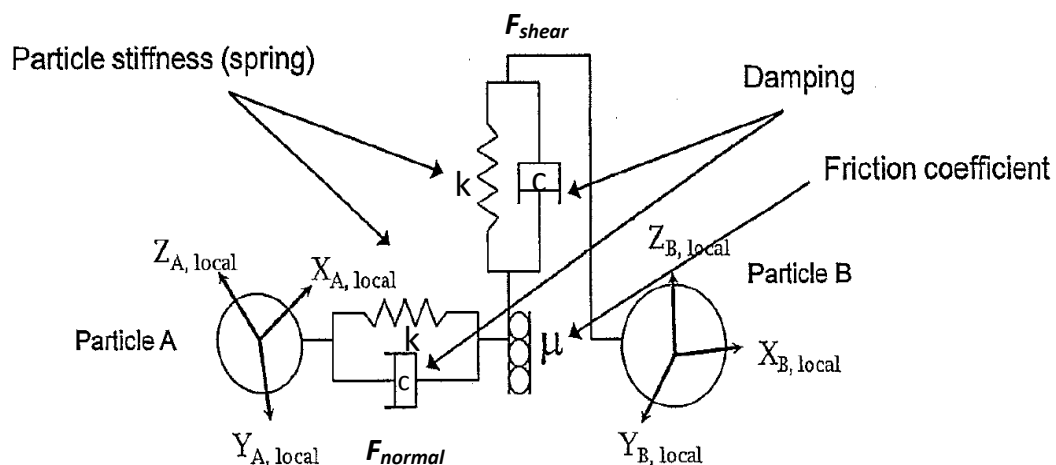 F_shear
Particle stiffness (spring)
Damping
k
C
Friction coefficient
Z_A, local
X_A, local
Z_B, local
Particle B
Particle A
k
μ
C
X_B, local
Y_A, local
F_normal
Y_B, local